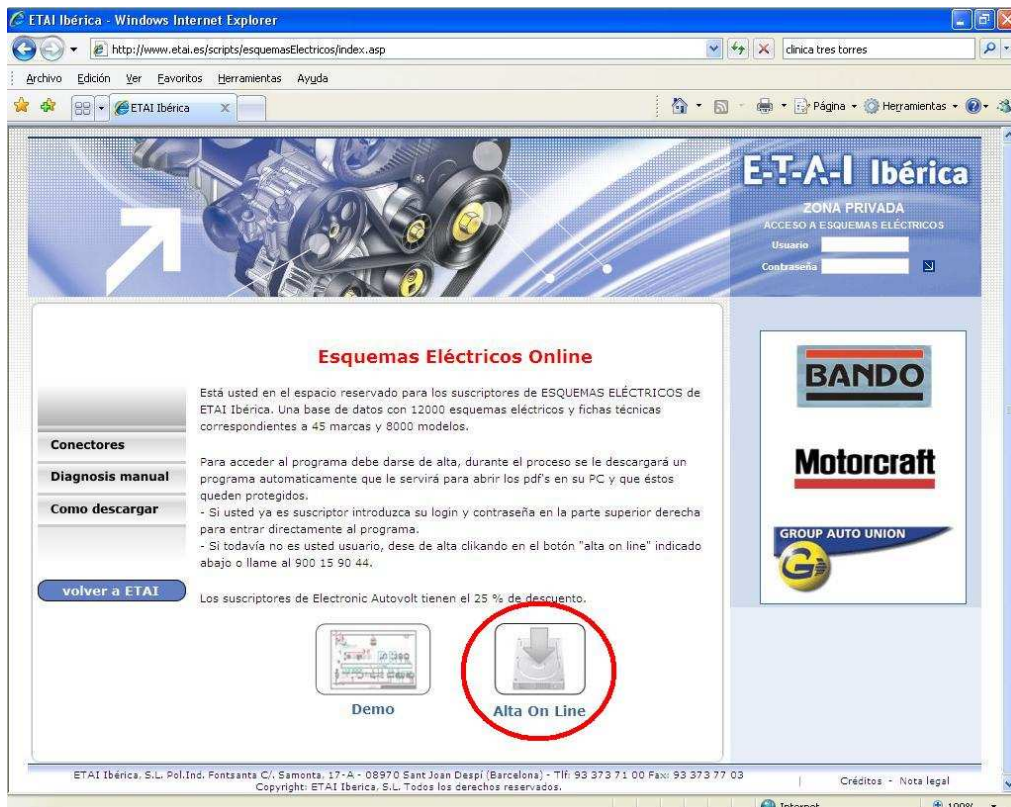 ETAI Ibérica - Windows Internet Explorer
http://www.etai.es/scripts/esquemasElectricos/index.asp
clinica tres torres
Archivo Edición Ver Favoritos Herramientas Ayuda
ETAI Ibérica
Página
Herramientas
E-T-A-I Ibérica
ZONA PRIVADA
ACCESO A ESQUEMAS ELÉCTRICOS
Usuario
Contraseña
Esquemas Eléctricos Online
Está usted en el espacio reservado para los suscriptores de ESQUEMAS ELÉCTRICOS de
ETAI Ibérica. Una base de datos con 12000 esquemas eléctricos y fichas técnicas
correspondientes a 45 marcas y 8000 modelos.
Para acceder al programa debe darse de alta, durante el proceso se le descargará un
programa automaticamente que le servirá para abrir los pdf's en su PC y que éstos
queden protegidos.
- Si usted ya es suscriptor introduzca su login y contraseña en la parte superior derecha
para entrar directamente al programa.
- Si todavía no es usted usuario, dese de alta clikando en el botón "alta on line" indicado
abajo o llame al 900 15 90 44.
Los suscriptores de Electronic Autovolt tienen el 25 % de descuento.
Conectores
Diagnosis manual
Como descargar
volver a ETAI
Demo
Alta On Line
BANDO
Motorcraft
GROUP AUTO UNION
G
ETAI Ibérica, S.L. Pol.Ind. Fontsanta C/. Samonta, 17-A - 08970 Sant Joan Despí (Barcelona) - Tlf: 93 373 71 00 Fax: 93 373 77 03
Copyright: ETAI Iberica, S.L. Todos los derechos reservados.
| Créditos - Nota legal
Internet
100%